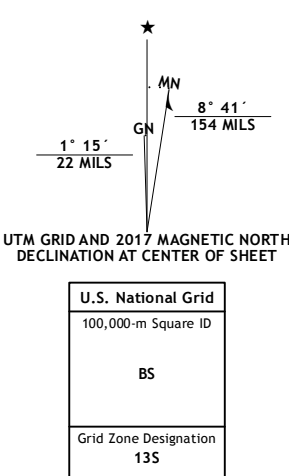 ★
MN
GN
8° 41´
154 MILS
1° 15´
22 MILS
UTM GRID AND 2017 MAGNETIC NORTH
DECLINATION AT CENTER OF SHEET
U.S. National Grid
100,000-m Square ID
BS
Grid Zone Designation
13S